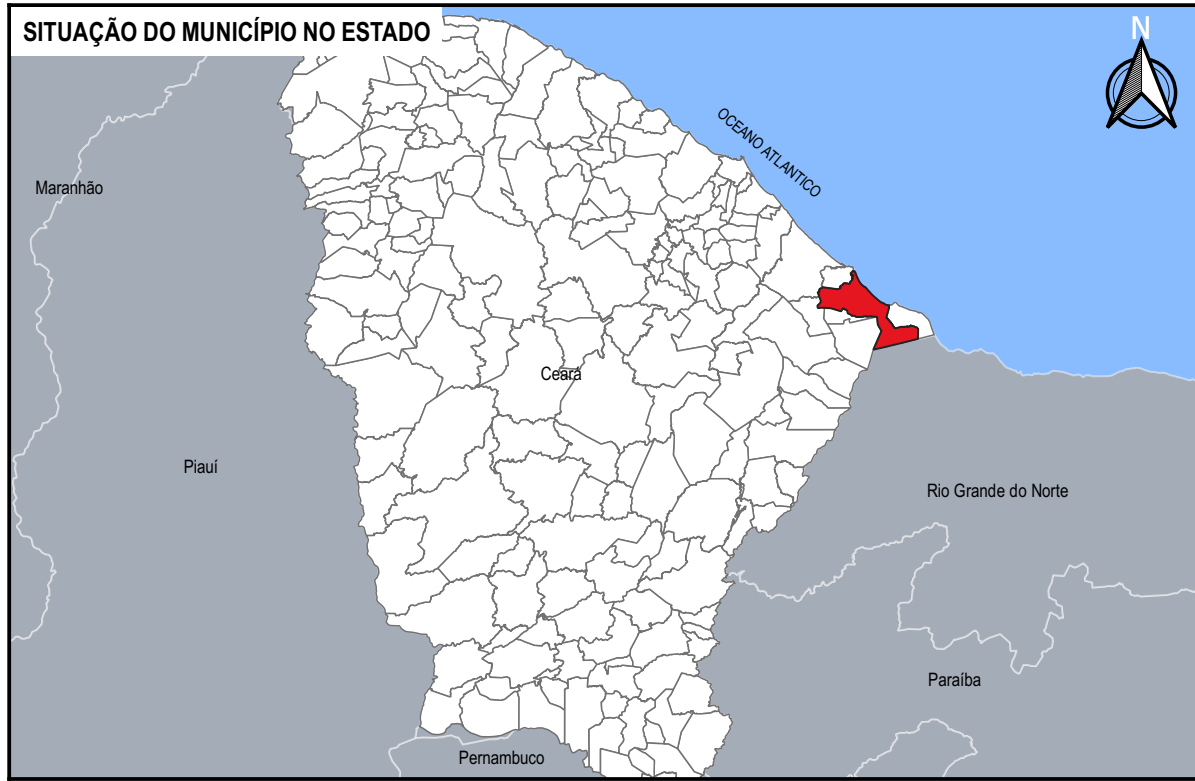 SITUAÇÃO DO MUNICÍPIO NO ESTADO
N
OCEANO ATLANTICO
Maranhão
Ceará
Piauí
Rio Grande do Norte
Paraíba
Pernambuco